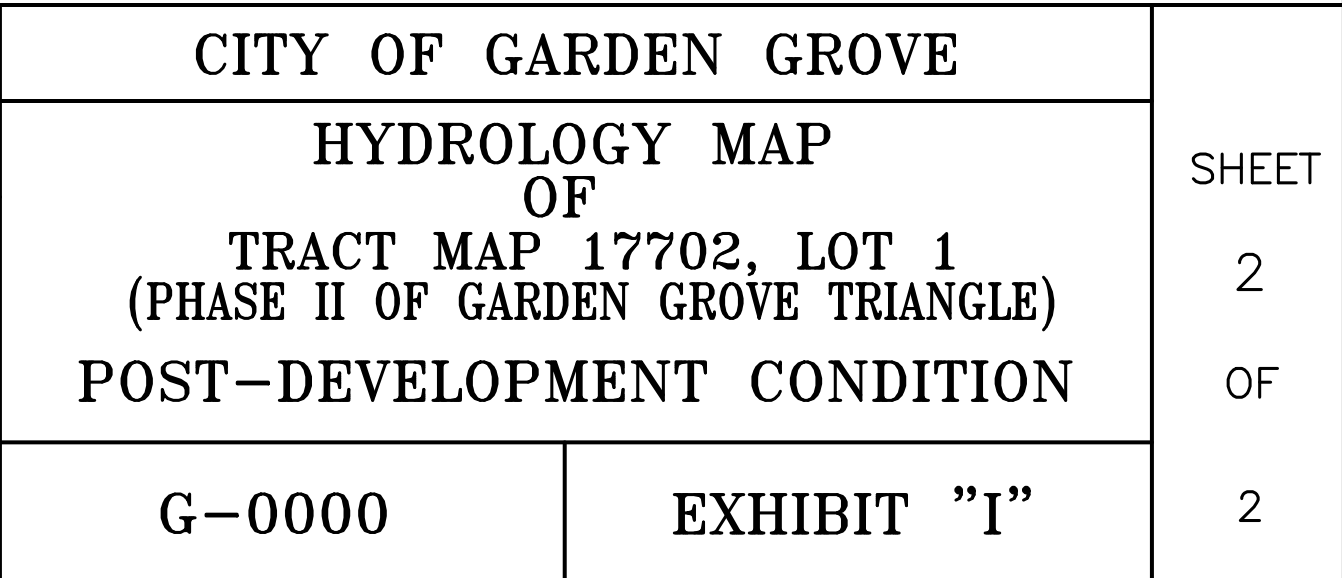 CITY OF GARDEN GROVE
HYDROLOGY MAP
OF
TRACT MAP 17702, LOT 1
(PHASE II OF GARDEN GROVE TRIANGLE)
POST-DEVELOPMENT CONDITION
G-0000
EXHIBIT "I"
SHEET
2
OF
2